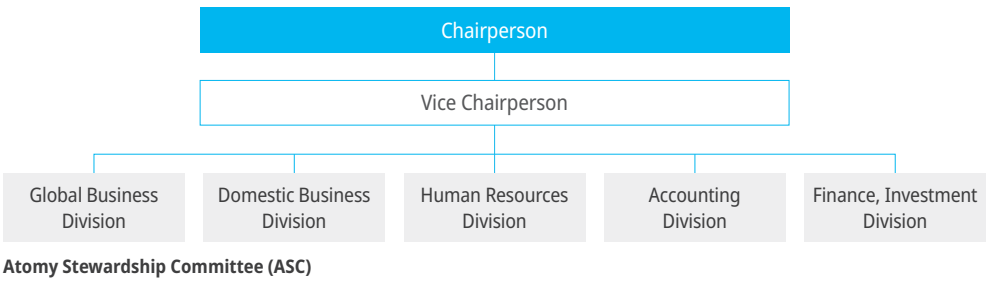 Chairperson
Vice Chairperson
Global Business
Division
Domestic Business
Division
Human Resources
Division
Accounting
Division
Finance, Investment
Division
Atomy Stewardship Committee (ASC)